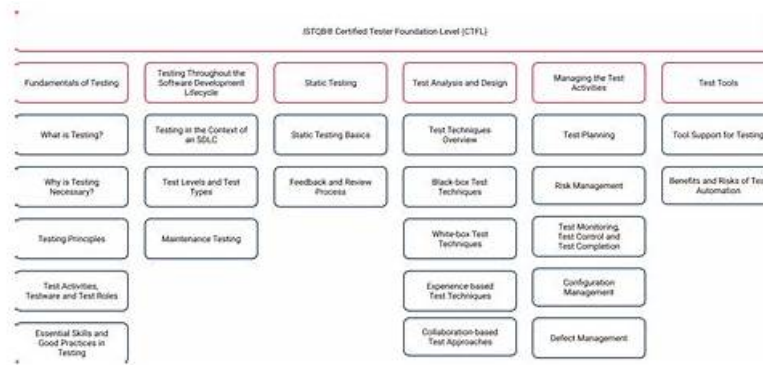 ISTQB® Certified Tester Foundation Level (CTFL)
Fundamentals of Testing
Testing Throughout the
Software Development
Lifecycle
Static Testing
Test Analysis and Design
Managing the Test
Activities
Test Tools
What is Testing?
Testing in the Context of
an SDLC
Static Testing Basics
Test Techniques
Overview
Test Planning
Tool Support for Testing
Why is Testing
Necessary?
Test Levels and Test
Types
Feedback and Review
Process
Black-box Test
Techniques
Risk Management
Benefits and Risks of Tes
Automation
Testing Principles
Maintenance Testing
White-box Test
Techniques
Test Monitoring,
Test Control and
Test Completion
Test Activities,
Testware and Test Roles
Experience-based
Test Techniques
Configuration
Management
Essential Skills and
Good Practices in
Testing
Collaboration-based
Test Approaches
Defect Management